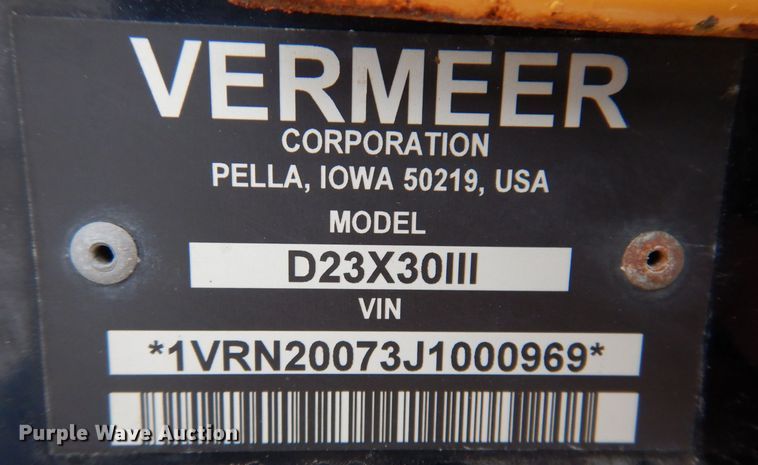 VERMEER
CORPORATION
PELLA, IOWA 50219, USA
MODEL
D23X30III
VIN
*1VRN20073J1000969*
Purple Wave Auction